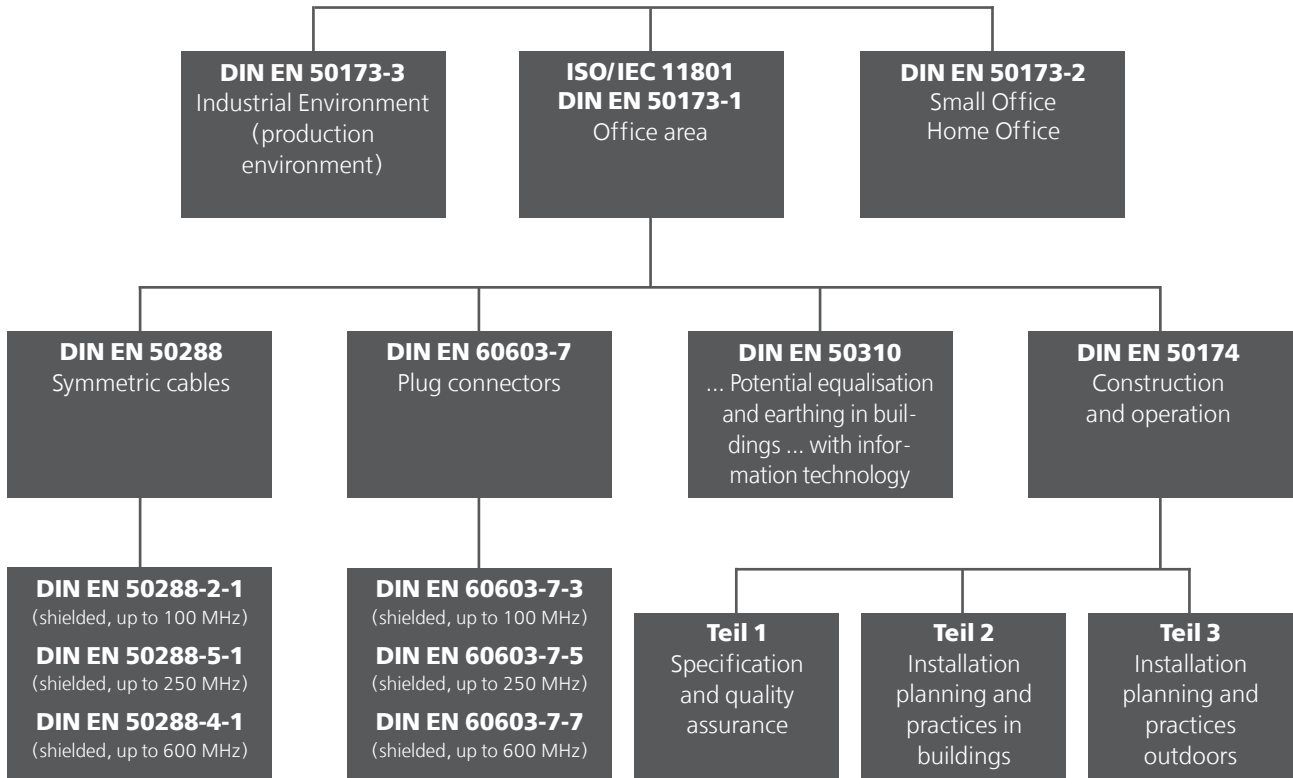 DIN EN 50173-3
Industrial Environment
(production
environment)
ISO/IEC 11801
DIN EN 50173-1
Office area
DIN EN 50173-2
Small Office
Home Office
DIN EN 50288
Symmetric cables
DIN EN 60603-7
Plug connectors
DIN EN 50310
... Potential equalisation
and earthing in buil-
dings ... with infor-
mation technology
DIN EN 50174
Construction
and operation
DIN EN 50288-2-1
(shielded, up to 100 MHz)
DIN EN 50288-5-1
(shielded, up to 250 MHz)
DIN EN 50288-4-1
(shielded, up to 600 MHz)
DIN EN 60603-7-3
(shielded, up to 100 MHz)
DIN EN 60603-7-5
(shielded, up to 250 MHz)
DIN EN 60603-7-7
(shielded, up to 600 MHz)
Teil 1
Specification
and quality
assurance
Teil 2
Installation
planning and
practices in
buildings
Teil 3
Installation
planning and
practices
outdoors